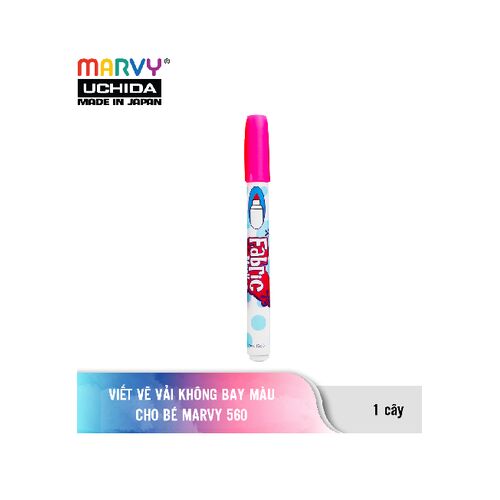 MARVY®
UCHIDA
MADE IN JAPAN
Fabric
VIẾT VẼ VẢI KHÔNG BAY MÀU
CHO BÉ MARVY 560
1 cây